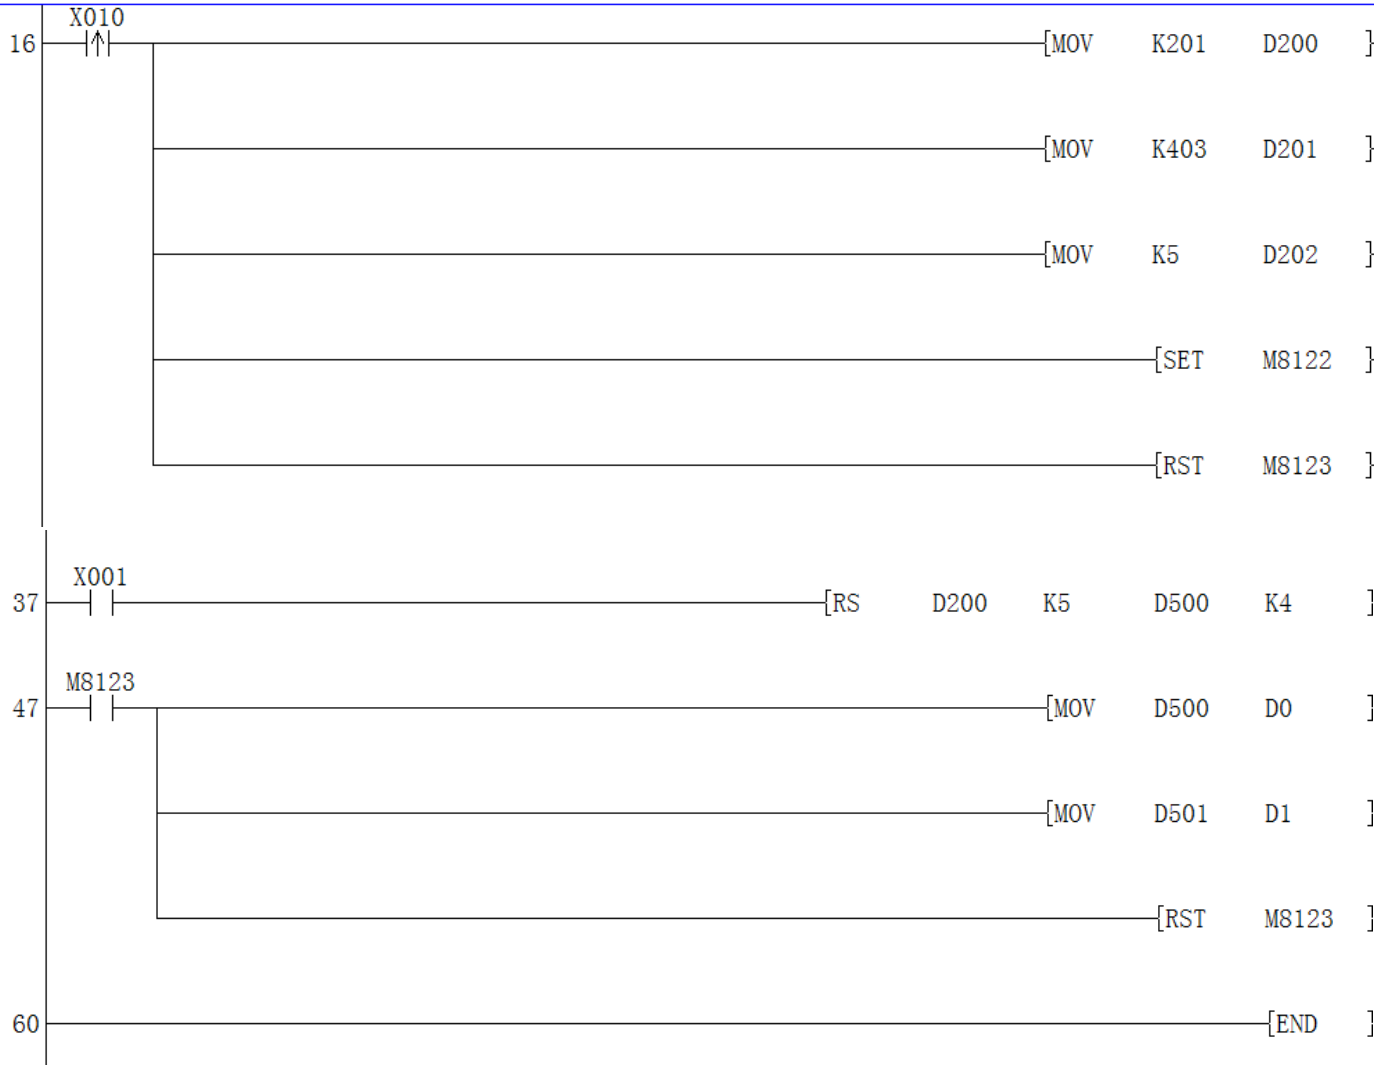 X010
16 [MOV K201 D200 ]
[MOV K403 D201 ]
[MOV K5 D202 ]
[SET M8122 ]
[RST M8123 ]
X001
37 [RS D200 K5 D500 K4 ]
M8123
47 [MOV D500 D0 ]
[MOV D501 D1 ]
[RST M8123 ]
60 [END ]